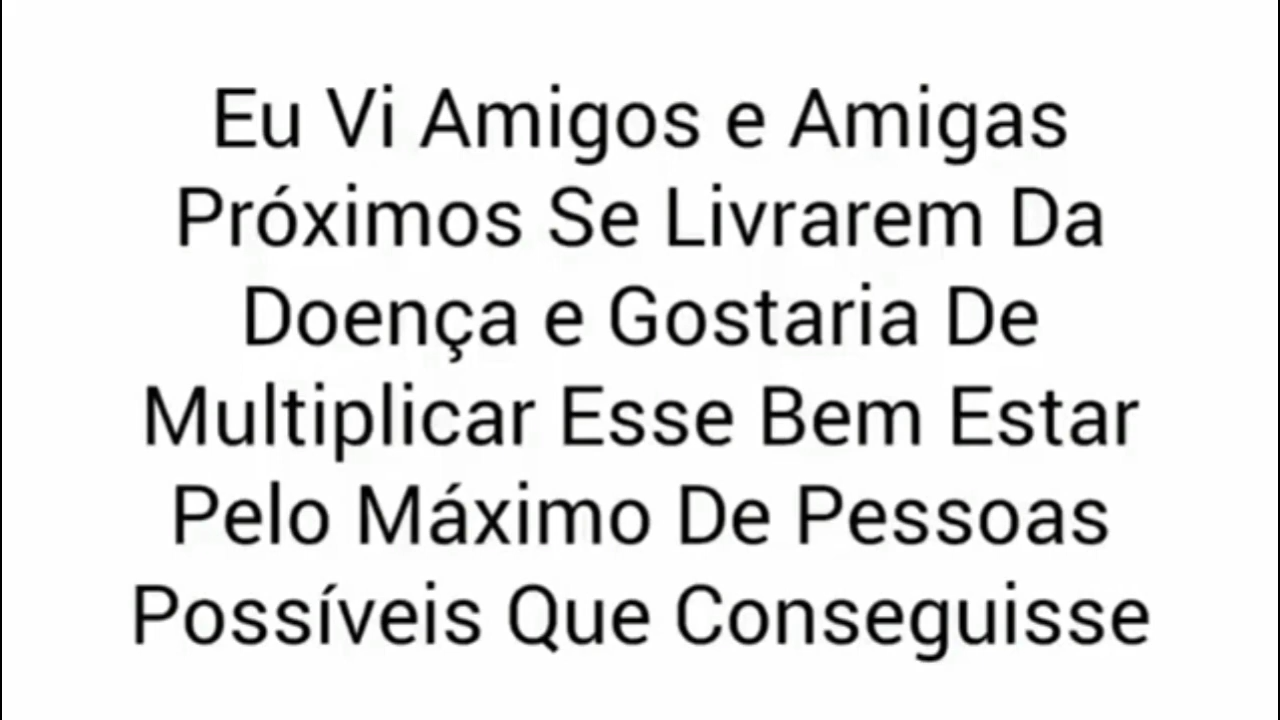 Eu Vi Amigos e Amigas
Próximos Se Livrarem Da
Doença e Gostaria De
Multiplicar Esse Bem Estar
Pelo Máximo De Pessoas
Possíveis Que Conseguisse